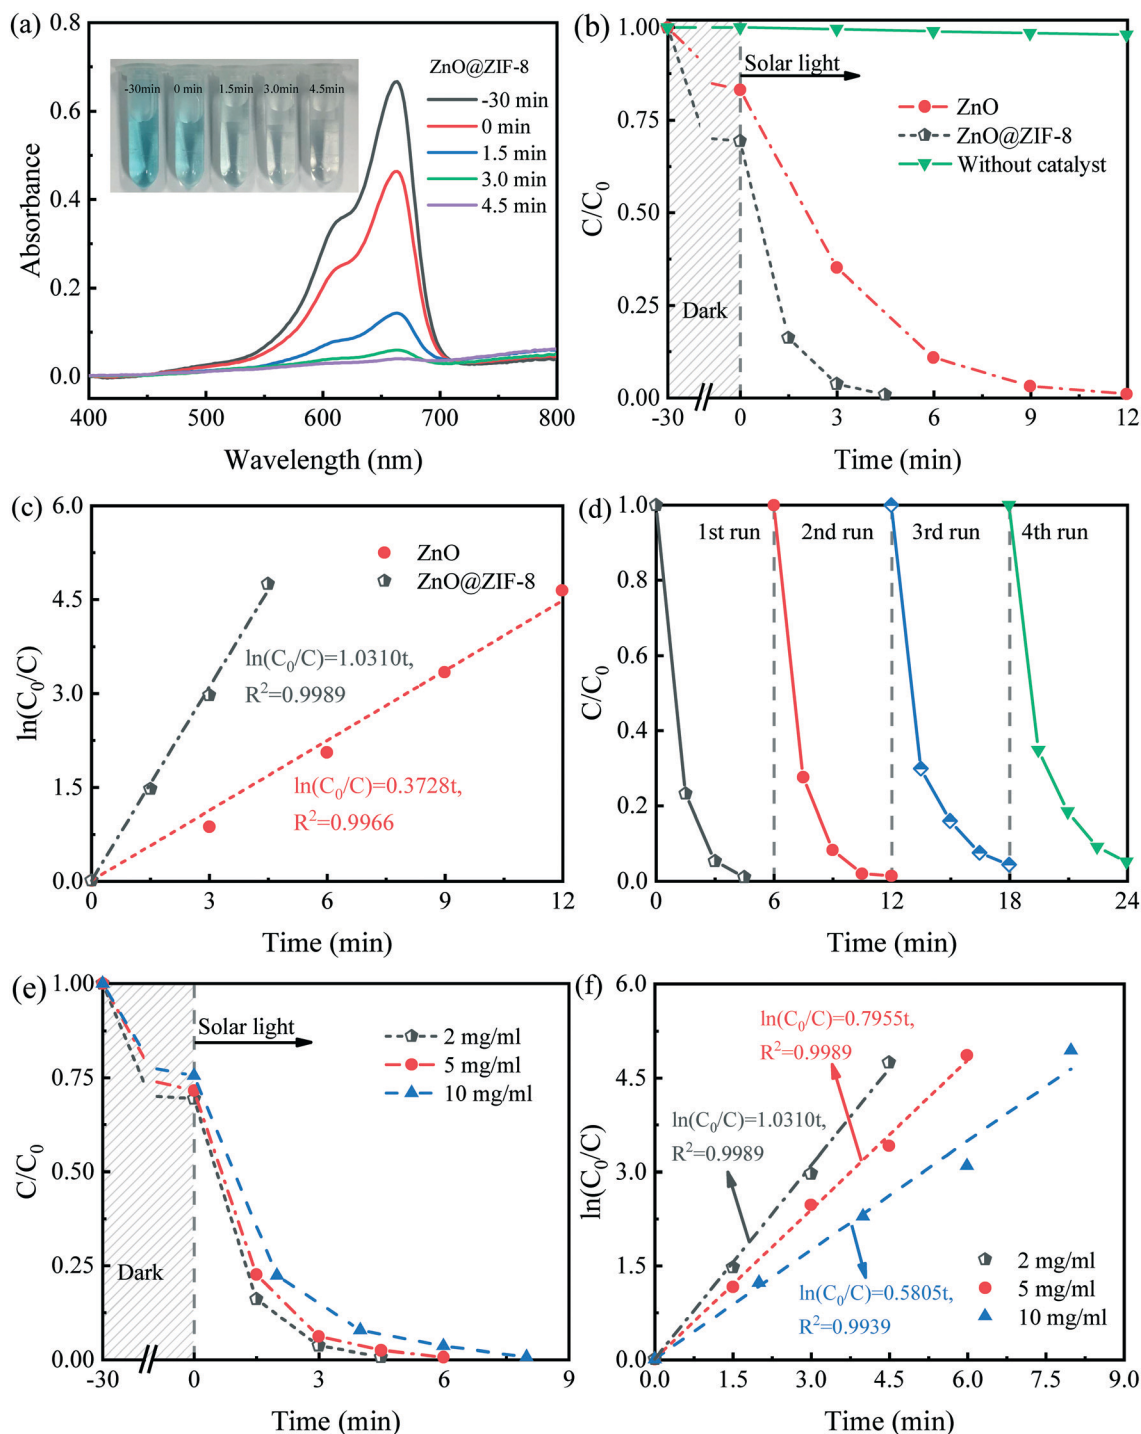 (a)
0.8
0.6
0.4
0.2
0.0
Absorbance
-30min 0 min 1.5min 3.0min 4.5min
ZnO@ZIF-8
-30 min
0 min
1.5 min
3.0 min
4.5 min
400 500 600 700 800
Wavelength (nm)
(b)
1.00
0.75
0.50
0.25
0.00
C/C0
Solar light
ZnO
ZnO@ZIF-8
Without catalyst
Dark
-30 0 3 6 9 12
Time (min)
(c)
6.0
4.5
3.0
1.5
0.0
ln(C0/C)
ZnO
ZnO@ZIF-8
ln(C0/C)=1.0310t,
R2=0.9989
ln(C0/C)=0.3728t,
R2=0.9966
0 3 6 9 12
Time (min)
(d)
1.0
0.8
0.6
0.4
0.2
0.0
C/C0
1st run 2nd run 3rd run 4th run
0 6 12 18 24
Time (min)
(e)
1.00
0.75
0.50
0.25
0.00
C/C0
Solar light
2 mg/ml
5 mg/ml
10 mg/ml
Dark
-30 0 3 6 9
Time (min)
(f)
6.0
4.5
3.0
1.5
0.0
ln(C0/C)
ln(C0/C)=0.7955t,
R2=0.9989
ln(C0/C)=1.0310t,
R2=0.9989
ln(C0/C)=0.5805t,
R2=0.9939
2 mg/ml
5 mg/ml
10 mg/ml
0.0 1.5 3.0 4.5 6.0 7.5 9.0
Time (min)